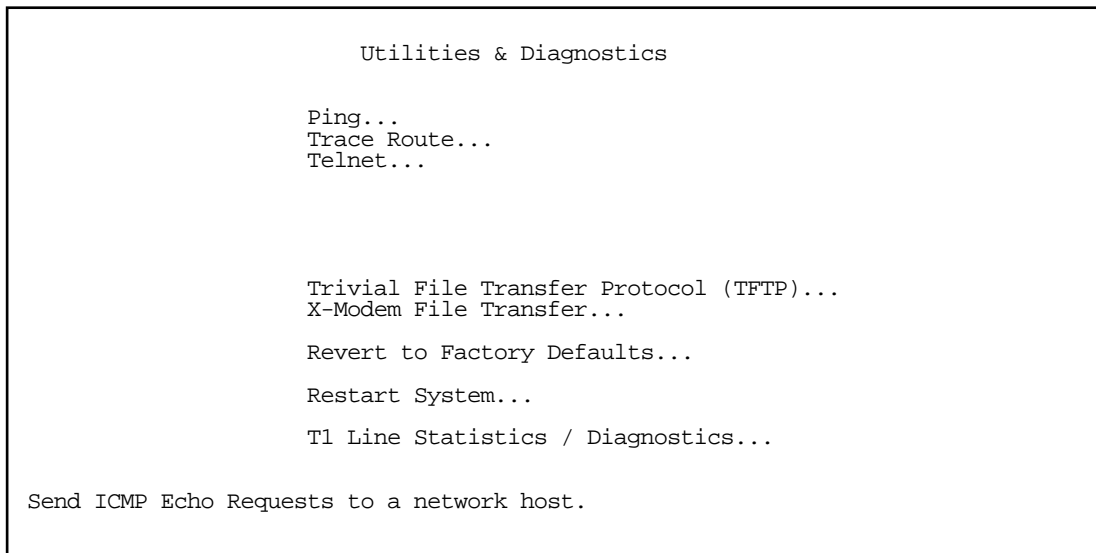 Utilities & Diagnostics
Ping...
Trace Route...
Telnet...
Trivial File Transfer Protocol (TFTP)...
X-Modem File Transfer...
Revert to Factory Defaults...
Restart System...
T1 Line Statistics / Diagnostics...
Send ICMP Echo Requests to a network host.